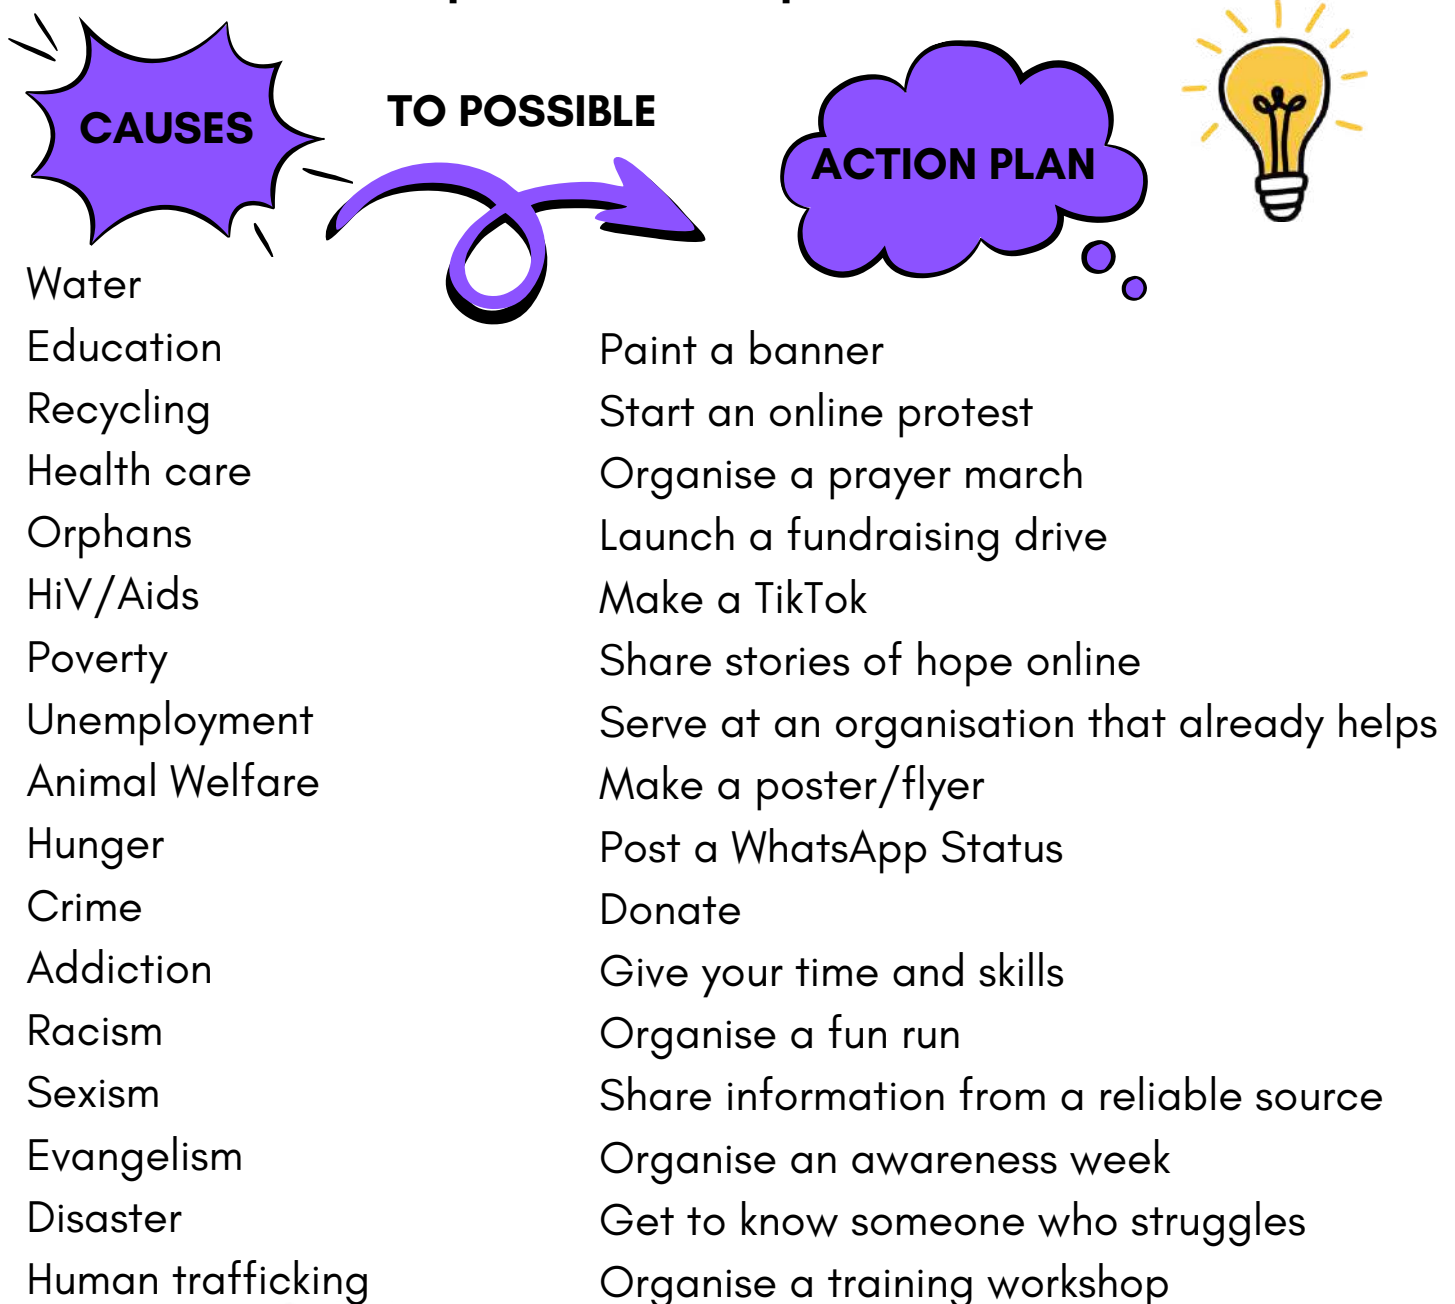 CAUSES
TO POSSIBLE
ACTION PLAN
Water
Education
Recycling
Health care
Orphans
HiV/Aids
Poverty
Unemployment
Animal Welfare
Hunger
Crime
Addiction
Racism
Sexism
Evangelism
Disaster
Human trafficking
Paint a banner
Start an online protest
Organise a prayer march
Launch a fundraising drive
Make a TikTok
Share stories of hope online
Serve at an organisation that already helps
Make a poster/flyer
Post a WhatsApp Status
Donate
Give your time and skills
Organise a fun run
Share information from a reliable source
Organise an awareness week
Get to know someone who struggles
Organise a training workshop